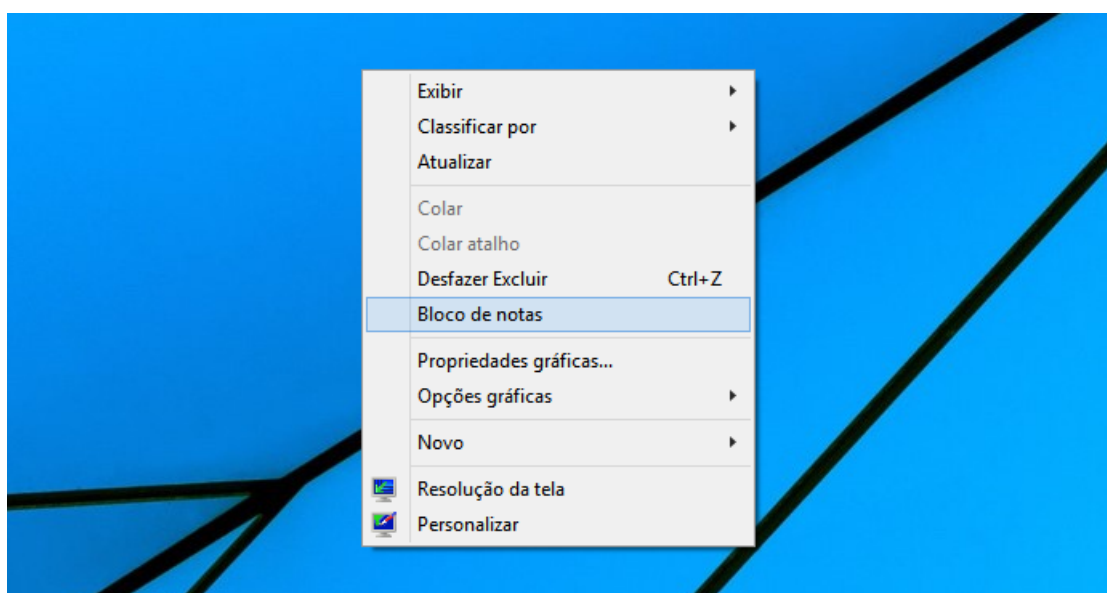 Exibir
Classificar por
Atualizar
Colar
Colar atalho
Desfazer Excluir Ctrl+Z
Bloco de notas
Propriedades gráficas...
Opções gráficas
Novo
Resolução da tela
Personalizar